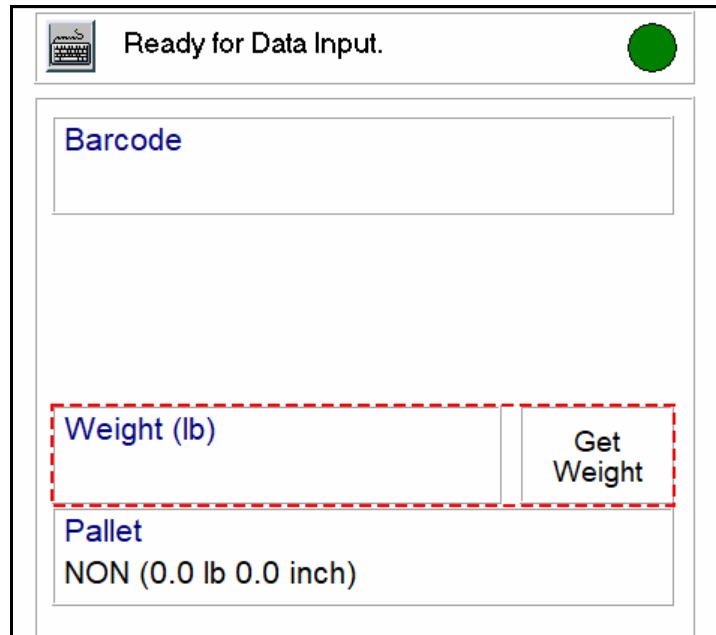 Ready for Data Input.
Barcode
Weight (lb)
Get
Weight
Pallet
NON (0.0 lb 0.0 inch)